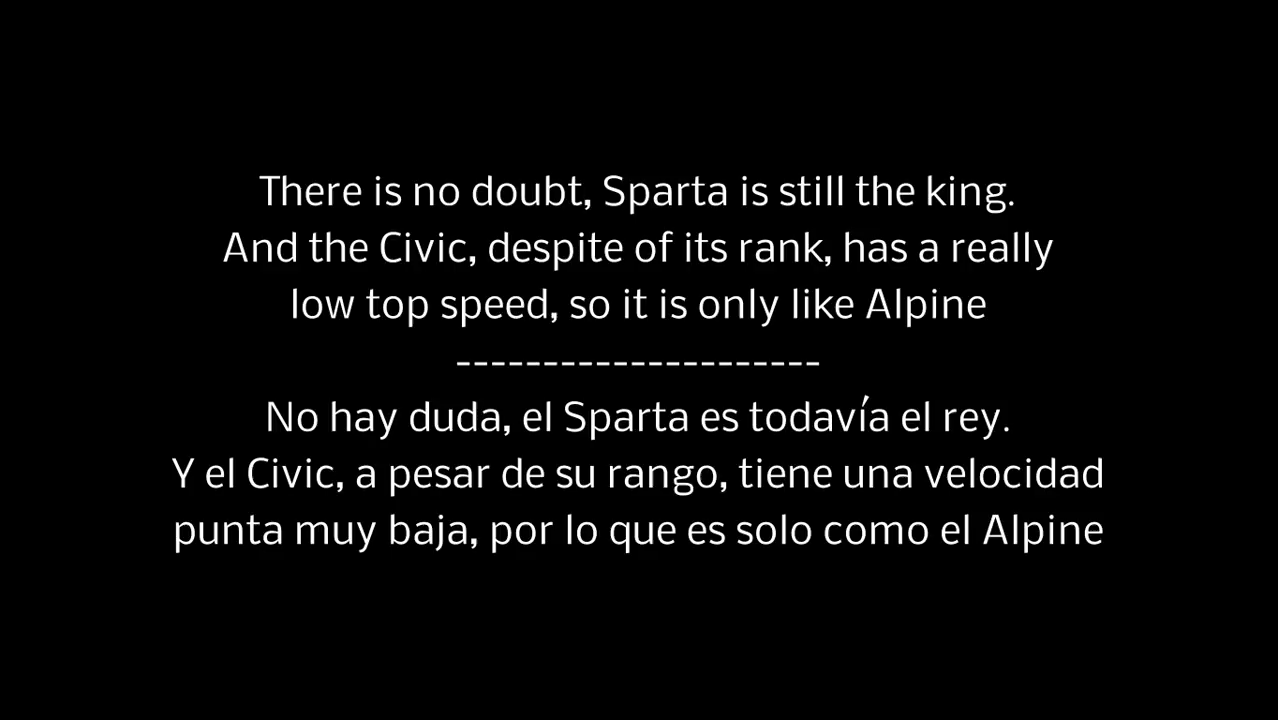 There is no doubt, Sparta is still the king.
And the Civic, despite of its rank, has a really
low top speed, so it is only like Alpine
---------------------
No hay duda, el Sparta es todavía el rey.
Y el Civic, a pesar de su rango, tiene una velocidad
punta muy baja, por lo que es solo como el Alpine